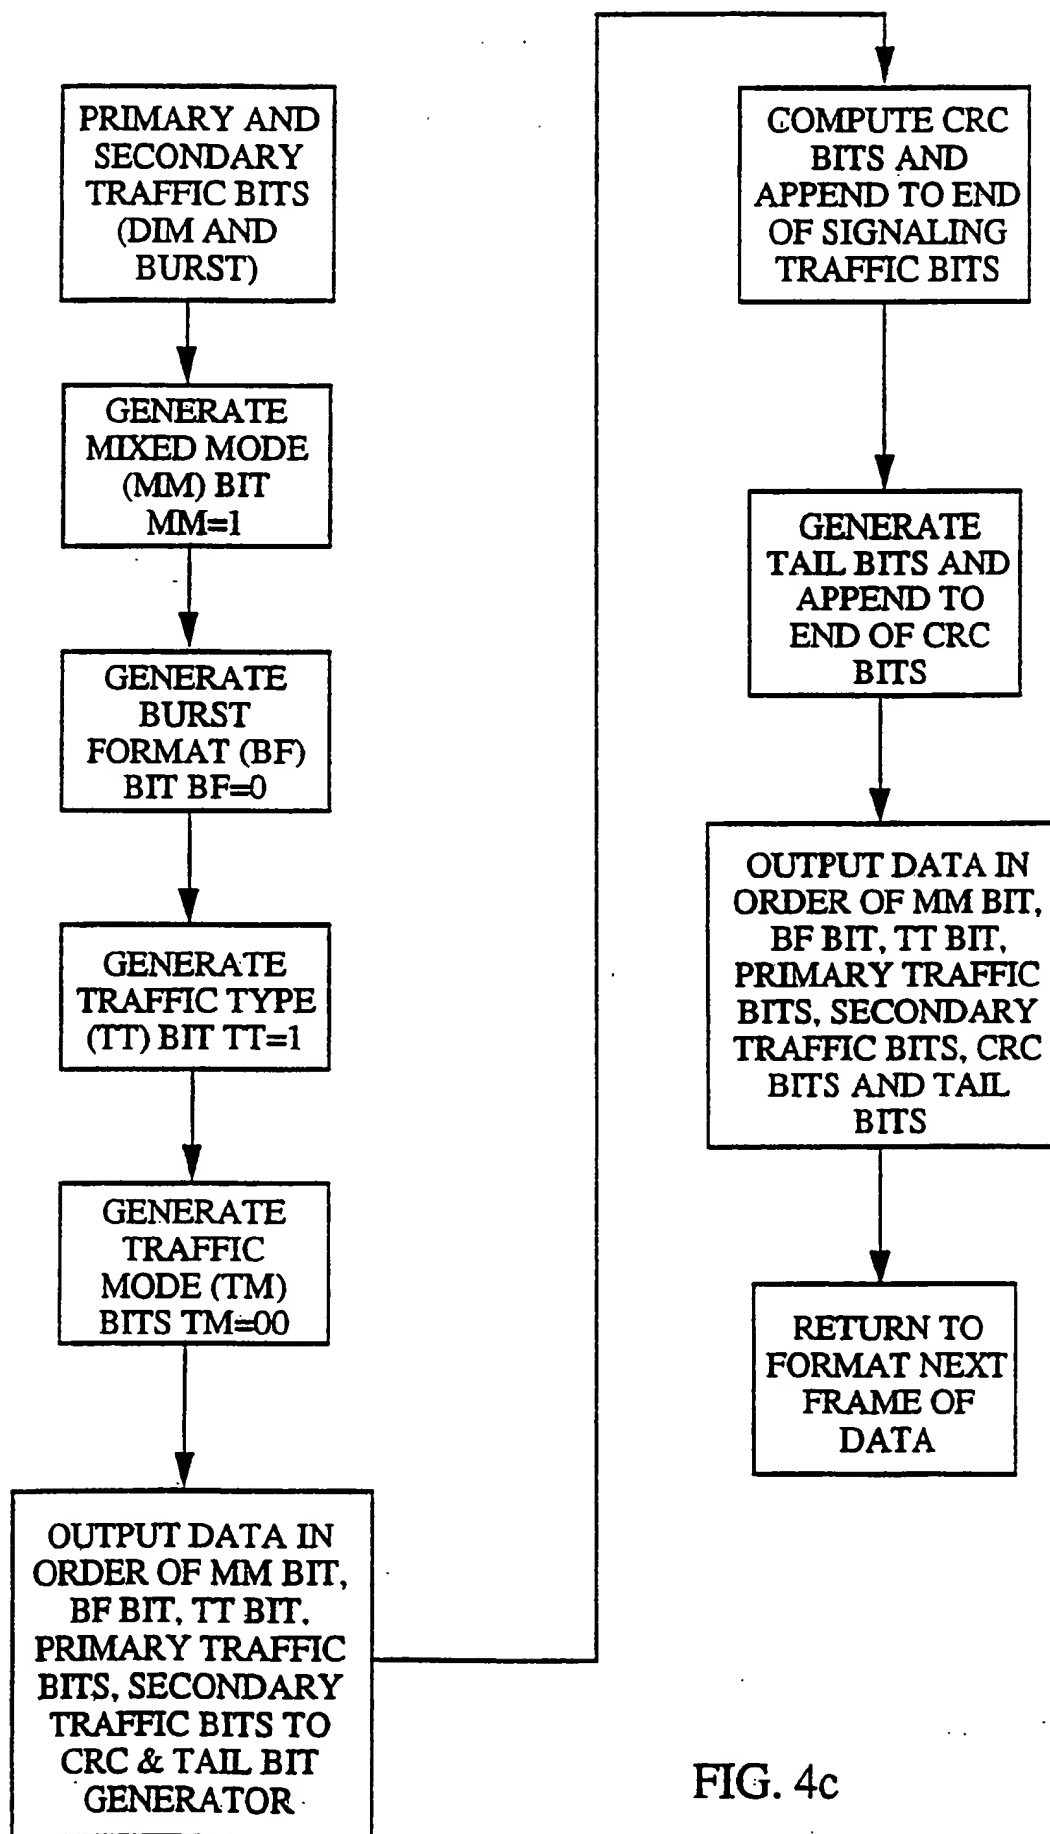 PRIMARY AND
SECONDARY
TRAFFIC BITS
(DIM AND
BURST)
GENERATE
MIXED MODE
(MM) BIT
MM=1
GENERATE
BURST
FORMAT (BF)
BIT BF=0
GENERATE
TRAFFIC TYPE
(TT) BIT TT=1
GENERATE
TRAFFIC
MODE (TM)
BITS TM=00
OUTPUT DATA IN
ORDER OF MM BIT,
BF BIT, TT BIT,
PRIMARY TRAFFIC
BITS, SECONDARY
TRAFFIC BITS TO
CRC & TAIL BIT
GENERATOR
COMPUTE CRC
BITS AND
APPEND TO END
OF SIGNALING
TRAFFIC BITS
GENERATE
TAIL BITS AND
APPEND TO
END OF CRC
BITS
OUTPUT DATA IN
ORDER OF MM BIT,
BF BIT, TT BIT,
PRIMARY TRAFFIC
BITS, SECONDARY
TRAFFIC BITS, CRC
BITS AND TAIL
BITS
RETURN TO
FORMAT NEXT
FRAME OF
DATA
FIG. 4c